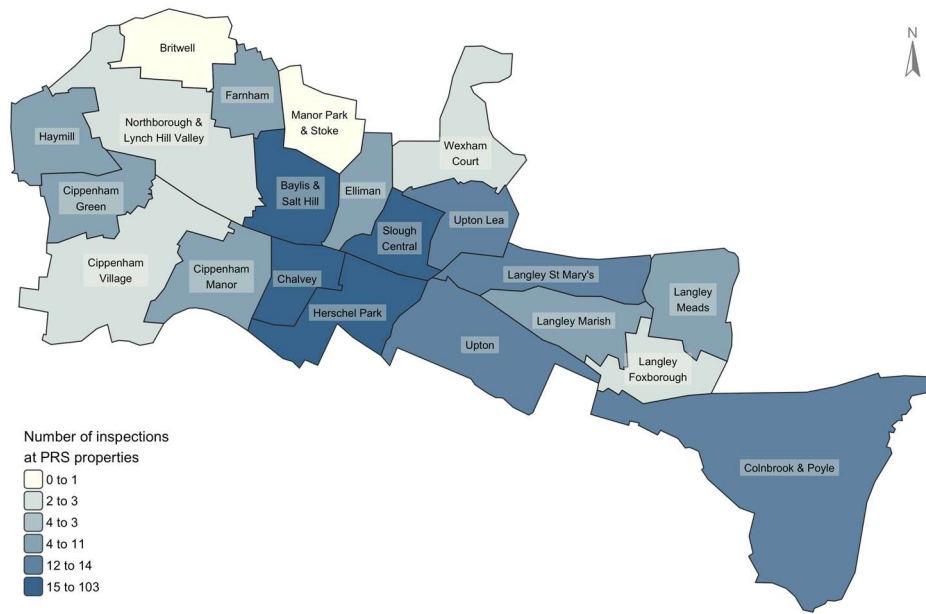 N
Britwell
Farnham
Manor Park
& Stoke
Northborough &
Lynch Hill Valley
Haymill
Wexham
Court
Cippenham
Green
Baylis &
Salt Hill
Elliman
Upton Lea
Slough
Central
Cippenham
Village
Cippenham
Manor
Chalvey
Langley St Mary's
Langley
Meads
Herschel Park
Langley Marish
Upton
Langley
Foxborough
Colnbrook & Poyle
Number of inspections
at PRS properties
0 to 1
2 to 3
4 to 3
4 to 11
12 to 14
15 to 103